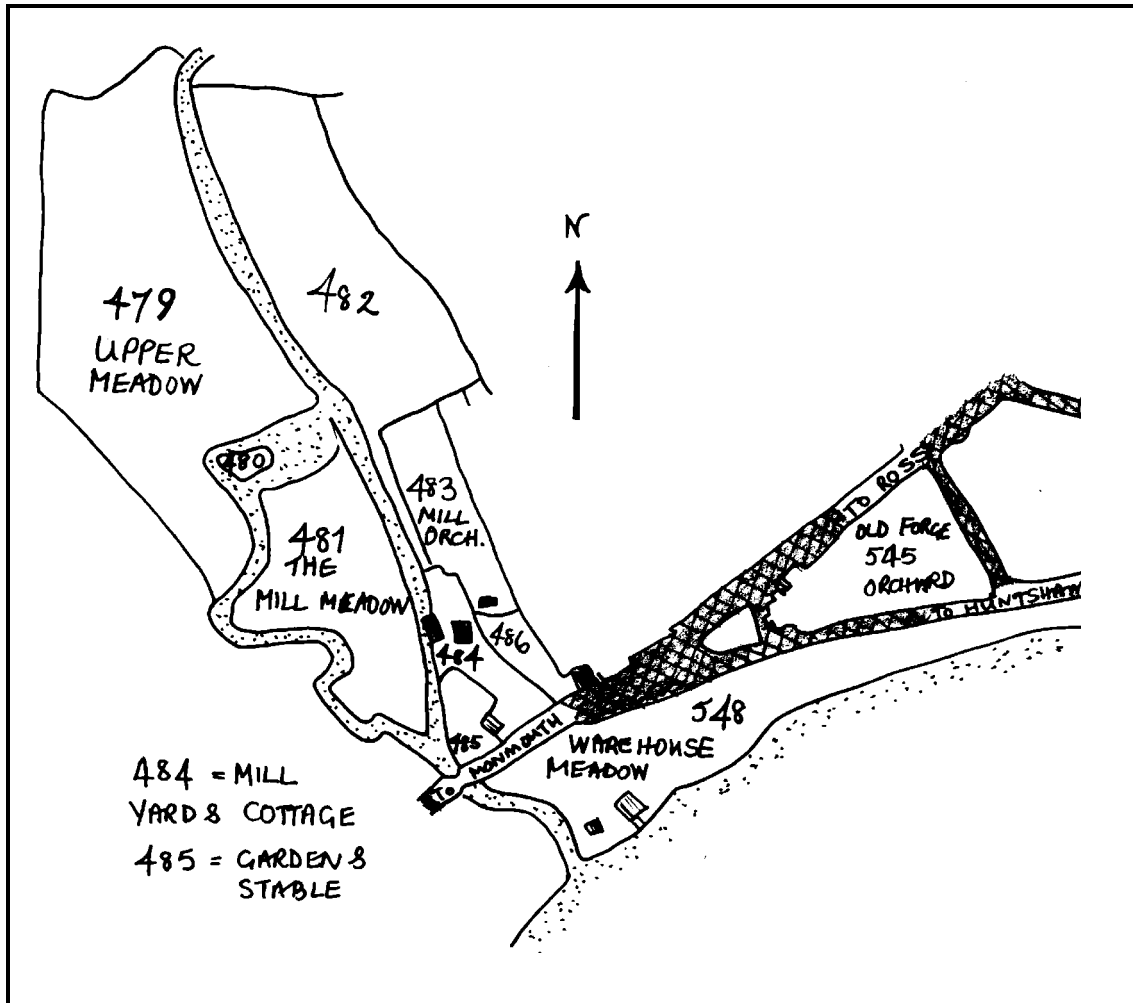 N
479
UPPER
MEADOW
482
480
483
MILL
ORCH.
481
THE
MILL MEADOW
TO ROSS
OLD FORGE
545
ORCHARD
TO HUNTSHAM
484
486
485
TO MONMOUTH
548
WAREHOUSE
MEADOW
484 = MILL
YARD & COTTAGE
485 = GARDEN &
STABLE